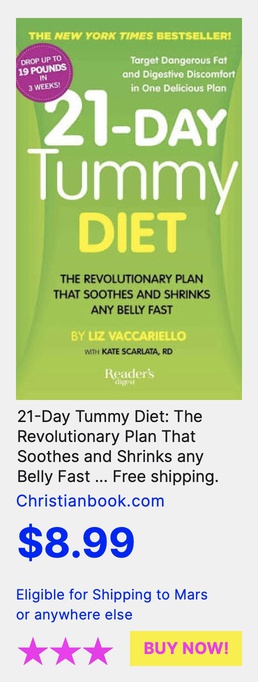 THE NEW YORK TIMES BESTSELLER!
DROP UP TO
19 POUNDS
IN
3 WEEKS!
Target Dangerous Fat
and Digestive Discomfort
in One Delicious Plan
21-DAY
Tummy
DIET
THE REVOLUTIONARY PLAN
THAT SOOTHES AND SHRINKS
ANY BELLY FAST
BY LIZ VACCARIELLO
WITH KATE SCARLATA, RD
Reader's
digest
21-Day Tummy Diet: The
Revolutionary Plan That
Soothes and Shrinks any
Belly Fast ... Free shipping.
Christianbook.com
$8.99
Eligible for Shipping to Mars
or anywhere else
BUY NOW!